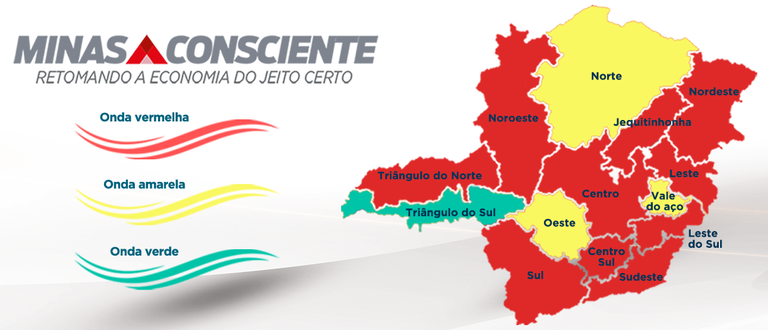 MINAS CONSCIENTE
RETOMANDO A ECONOMIA DO JEITO CERTO
Onda vermelha
Onda amarela
Onda verde
Norte
Nordeste
Noroeste
Jequitinhonha
Triângulo do Norte
Leste
Centro
Vale
do aço
Triângulo do Sul
Oeste
Leste
do Sul
Centro
Sul
Sul
Sudeste